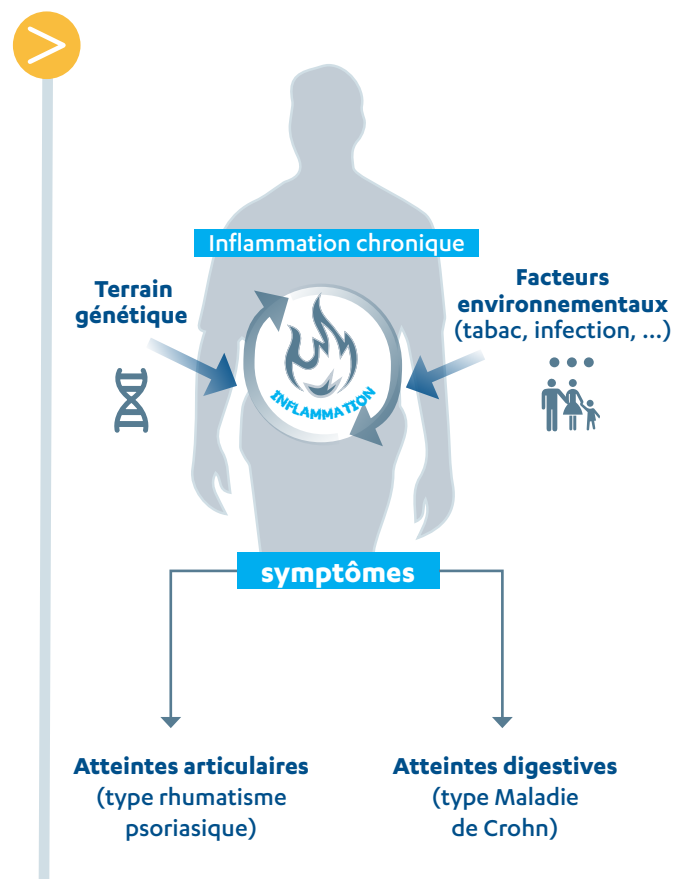 Inflammation chronique
Terrain
génétique
Facteurs
environnementaux
(tabac, infection, ...)
INFLAMMATION
symptômes
Atteintes articulaires
(type rhumatisme
psoriasique)
Atteintes digestives
(type Maladie
de Crohn)